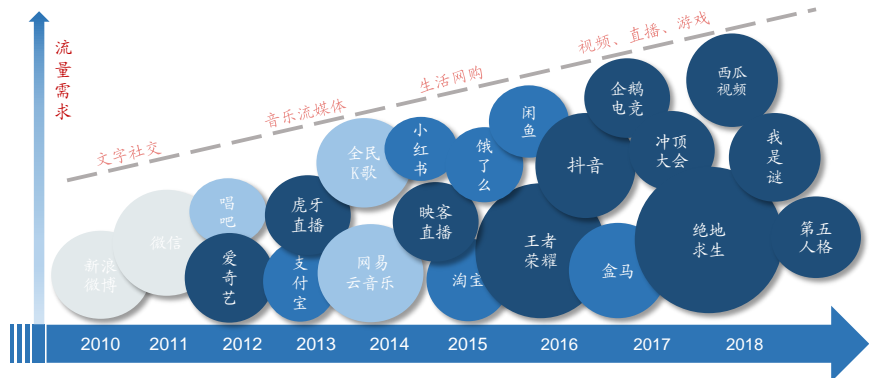 流
量
需
求
文字社交
音乐流媒体
生活网购
视频、直播、游戏
新浪
微博
微信
唱
吧
爱
奇
艺
虎牙
直播
支
付
宝
全民
K歌
网易
云音乐
小
红
书
映客
直播
饿
了
么
淘宝
闲
鱼
王者
荣耀
抖音
企鹅
电竞
盒马
冲顶
大会
西瓜
视频
绝地
求生
我
是
谜
第五
人格
2010
2011
2012
2013
2014
2015
2016
2017
2018